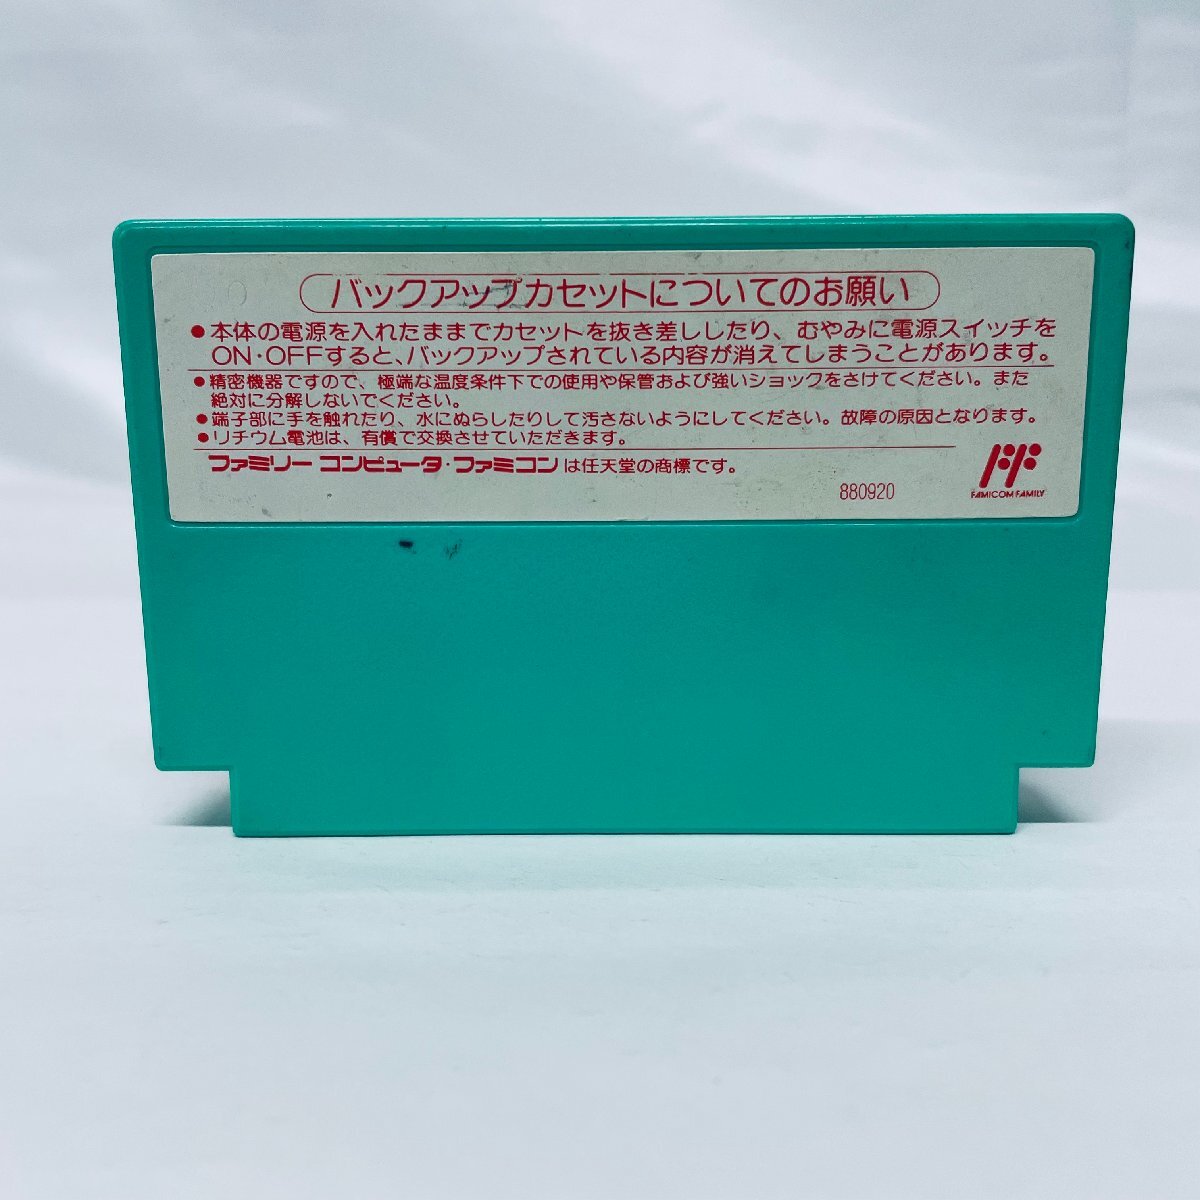 バックアップカセットについてのお願い
●本体の電源を入れたままでカセットを抜き差ししたり、むやみに電源スイッチを
ON・OFFすると、バックアップされている内容が消えてしまうことがあります。
●精密機器ですので、極端な温度条件下での使用や保管および強いショックをさけてください。また
絶対に分解しないでください。
●端子部に手を触れたり、水にぬらしたりして汚さないようにしてください。故障の原因となります。
●リチウム電池は、有償で交換させていただきます。
ファミリーコンピュータ・ファミコンは任天堂の商標です。
880920
FAMICOM FAMILY